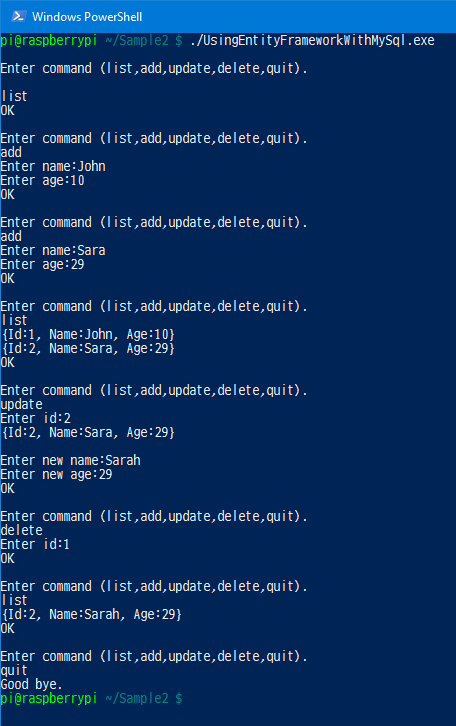 Windows PowerShell
pi@raspberrypi ~/Sample2 $ ./UsingEntityFrameworkWithMySql.exe
Enter command (list,add,update,delete,quit).
list
OK
Enter command (list,add,update,delete,quit).
add
Enter name:John
Enter age:10
OK
Enter command (list,add,update,delete,quit).
add
Enter name:Sara
Enter age:29
OK
Enter command (list,add,update,delete,quit).
list
{Id:1, Name:John, Age:10}
{Id:2, Name:Sara, Age:29}
OK
Enter command (list,add,update,delete,quit).
update
Enter id:2
{Id:2, Name:Sara, Age:29}
Enter new name:Sarah
Enter new age:29
OK
Enter command (list,add,update,delete,quit).
delete
Enter id:1
OK
Enter command (list,add,update,delete,quit).
list
{Id:2, Name:Sarah, Age:29}
OK
Enter command (list,add,update,delete,quit).
quit
Good bye.
pi@raspberrypi ~/Sample2 $